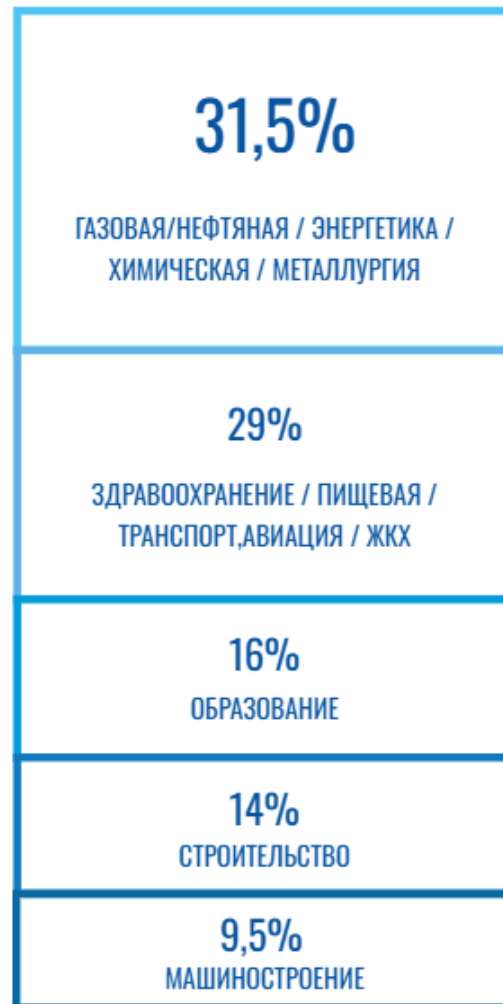 31,5%
ГАЗОВАЯ/НЕФТЯНАЯ / ЭНЕРГЕТИКА /
ХИМИЧЕСКАЯ / МЕТАЛЛУРГИЯ
29%
ЗДРАВООХРАНЕНИЕ / ПИЩЕВАЯ /
ТРАНСПОРТ,АВИАЦИЯ / ЖКХ
16%
ОБРАЗОВАНИЕ
14%
СТРОИТЕЛЬСТВО
9,5%
МАШИНОСТРОЕНИЕ